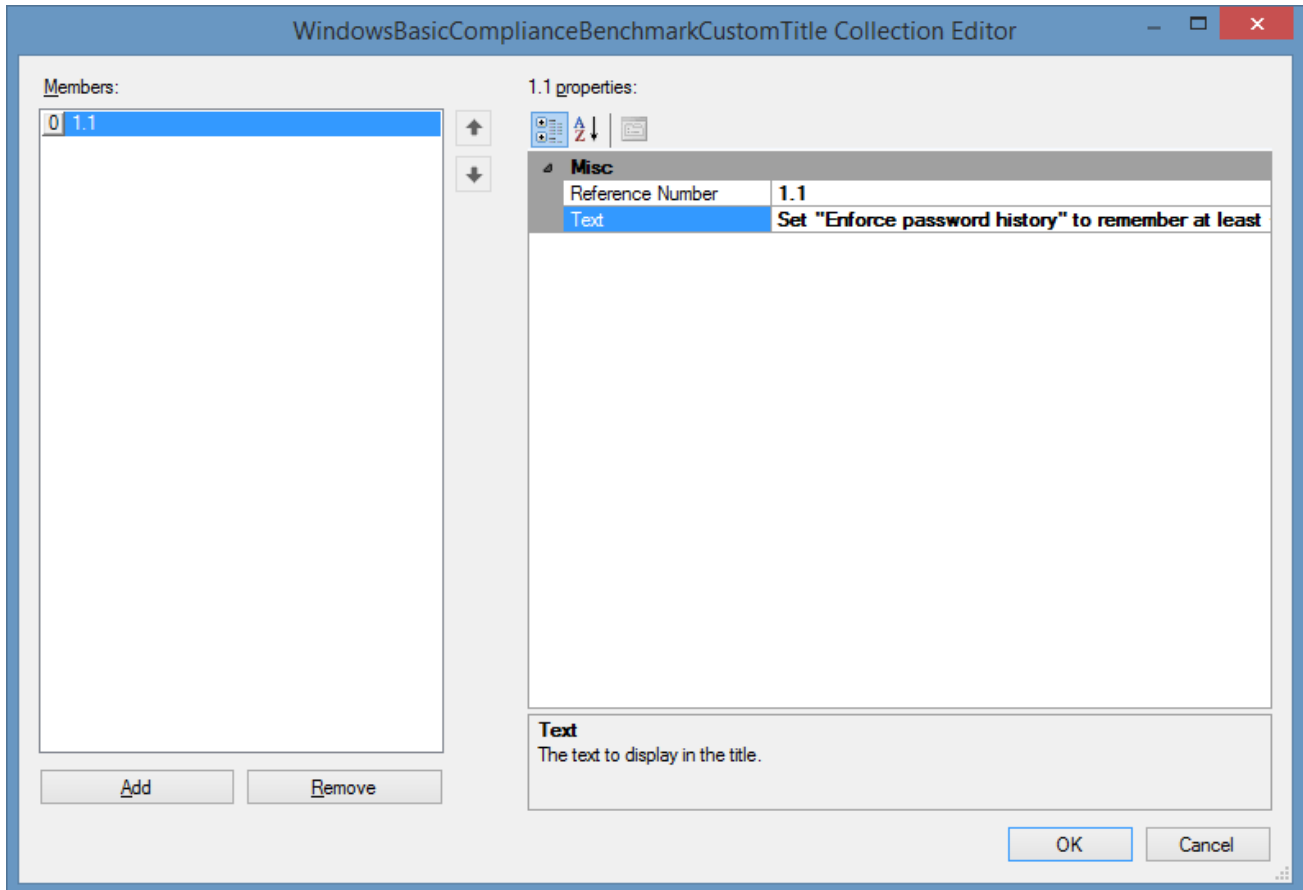 WindowsBasicComplianceBenchmarkCustomTitle Collection Editor
Members:
0 1.1
Add
Remove
1.1 properties:
Misc
Reference Number 1.1
Text Set "Enforce password history" to remember at least
Text
The text to display in the title.
OK
Cancel